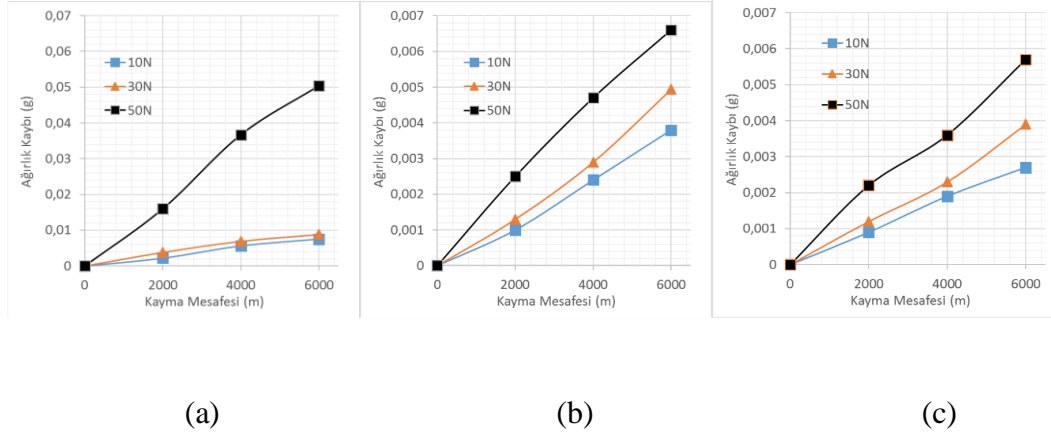 0,07
0,06
0,05
0,04
0,03
0,02
0,01
0
Ağırlık Kaybı (g)
10N
30N
50N
0 2000 4000 6000
Kayma Mesafesi (m)
0,007
0,006
0,005
0,004
0,003
0,002
0,001
0
Ağırlık Kaybı (g)
10N
30N
50N
0 2000 4000 6000
Kayma Mesafesi (m)
0,007
0,006
0,005
0,004
0,003
0,002
0,001
0
Ağırlık Kaybı (g)
10N
30N
50N
0 2000 4000 6000
Kayma Mesafesi (m)
(a) (b) (c)